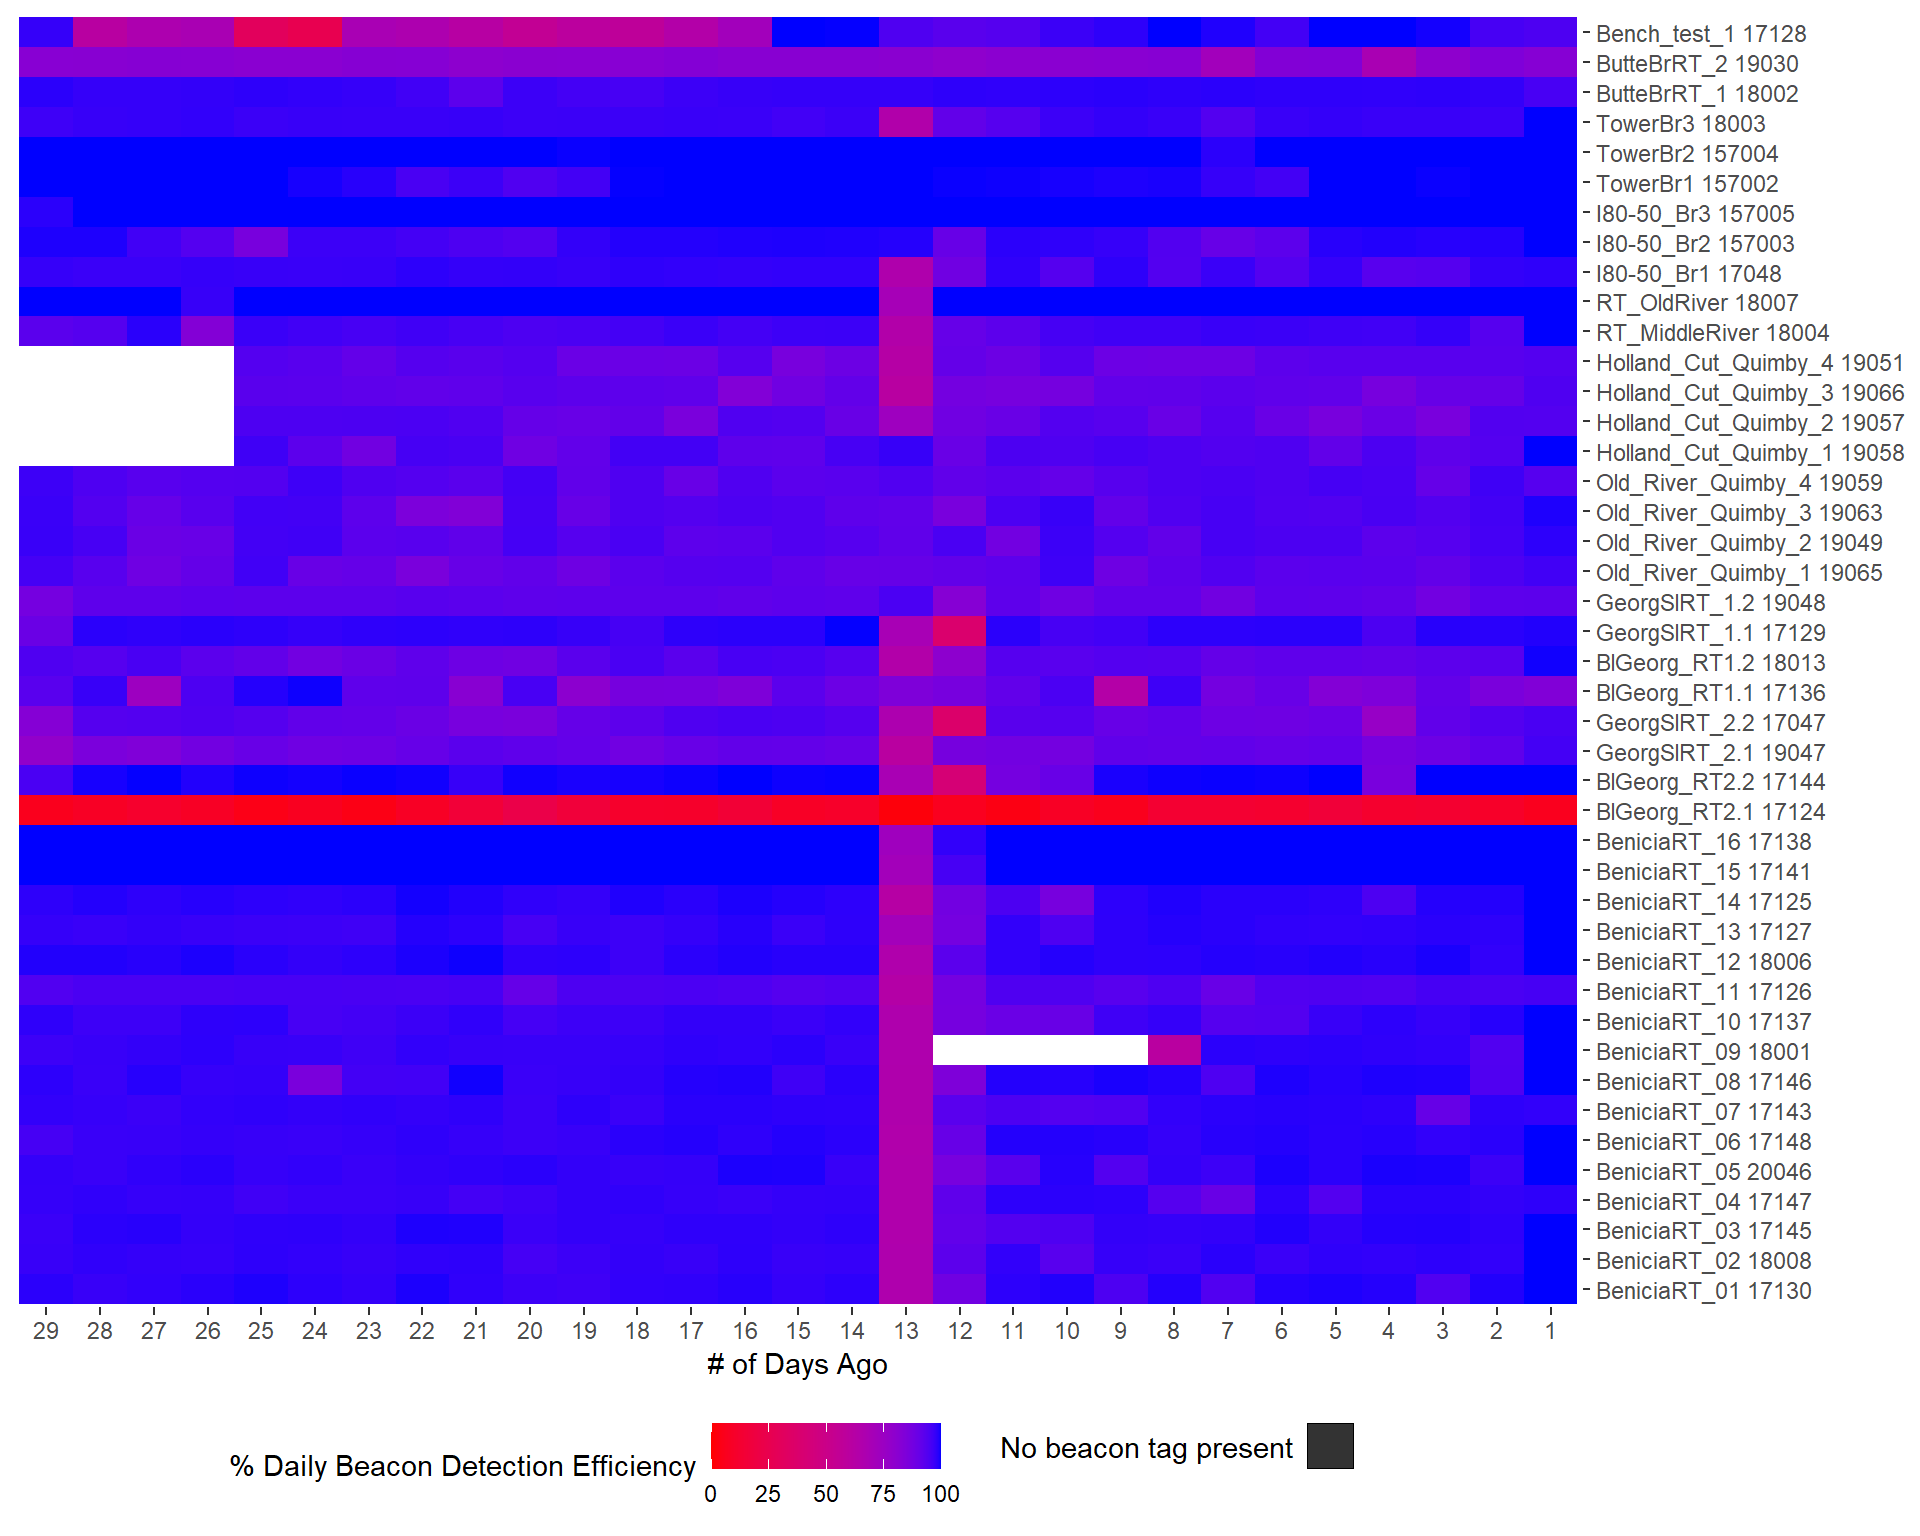 Bench_test_1 17128
ButteBrRT_2 19030
ButteBrRT_1 18002
TowerBr3 18003
TowerBr2 157004
TowerBr1 157002
I80-50_Br3 157005
I80-50_Br2 157003
I80-50_Br1 17048
RT_OldRiver 18007
RT_MiddleRiver 18004
Holland_Cut_Quimby_4 19051
Holland_Cut_Quimby_3 19066
Holland_Cut_Quimby_2 19057
Holland_Cut_Quimby_1 19058
Old_River_Quimby_4 19059
Old_River_Quimby_3 19063
Old_River_Quimby_2 19049
Old_River_Quimby_1 19065
GeorgSlRT_1.2 19048
GeorgSlRT_1.1 17129
BlGeorg_RT1.2 18013
BlGeorg_RT1.1 17136
GeorgSlRT_2.2 17047
GeorgSlRT_2.1 19047
BlGeorg_RT2.2 17144
BlGeorg_RT2.1 17124
BeniciaRT_16 17138
BeniciaRT_15 17141
BeniciaRT_14 17125
BeniciaRT_13 17127
BeniciaRT_12 18006
BeniciaRT_11 17126
BeniciaRT_10 17137
BeniciaRT_09 18001
BeniciaRT_08 17146
BeniciaRT_07 17143
BeniciaRT_06 17148
BeniciaRT_05 20046
BeniciaRT_04 17147
BeniciaRT_03 17145
BeniciaRT_02 18008
BeniciaRT_01 17130
29 28 27 26 25 24 23 22 21 20 19 18 17 16 15 14 13 12 11 10 9 8 7 6 5 4 3 2 1
# of Days Ago
% Daily Beacon Detection Efficiency
0 25 50 75 100
No beacon tag present